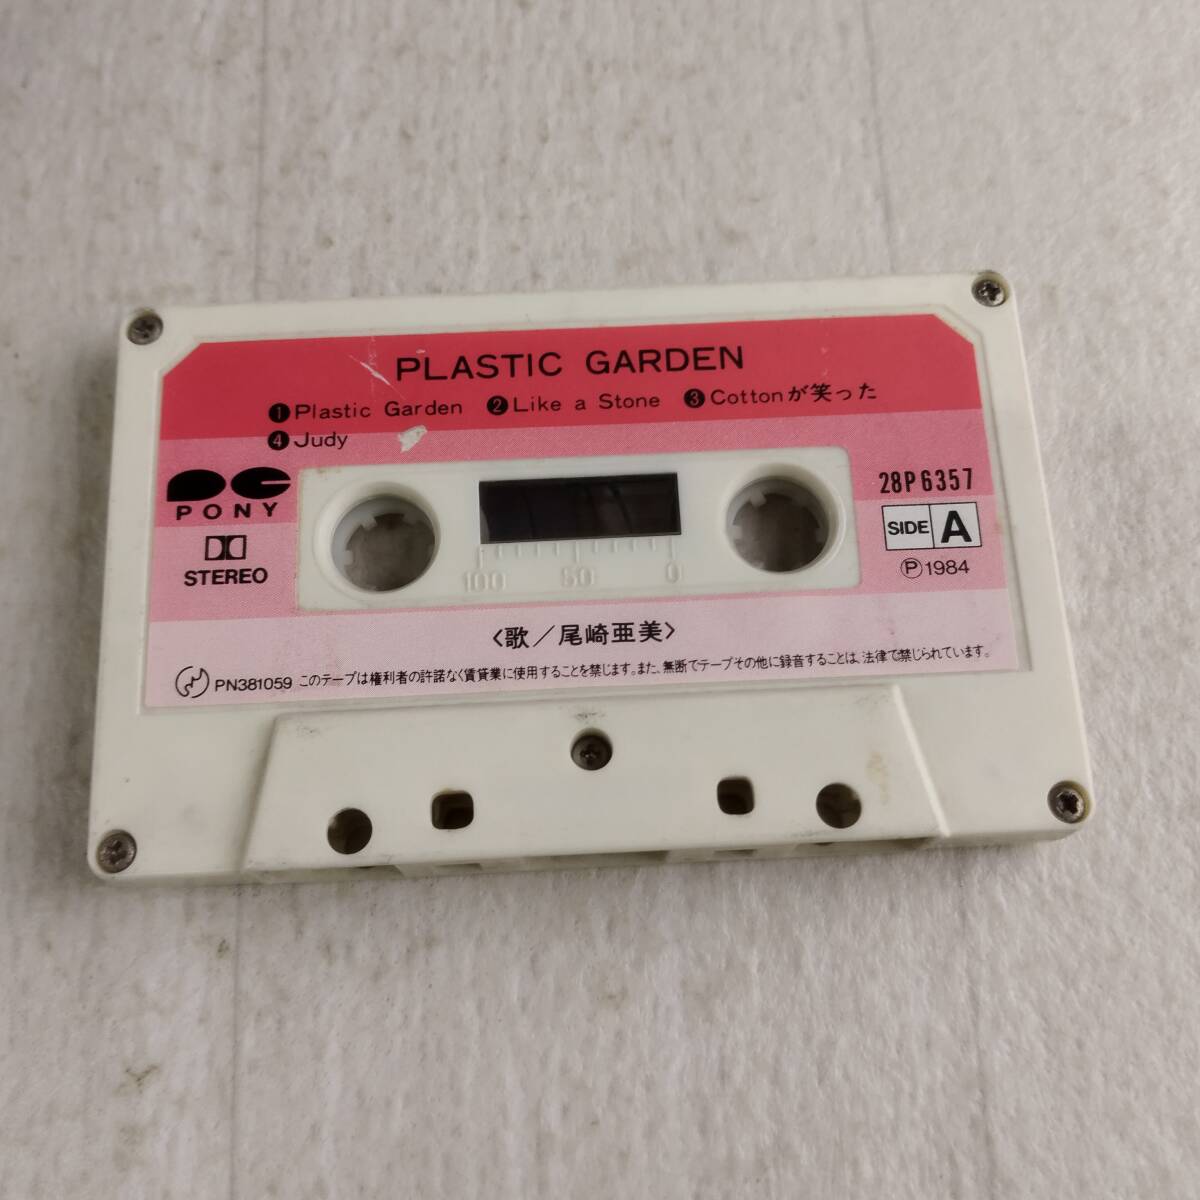 PLASTIC GARDEN
❶Plastic Garden ❷Like a Stone ❸Cottonが笑った
❹Judy
PONY
STEREO
28P6357
SIDE A
Ⓟ1984
100 50 0
〈歌／尾崎亜美〉
PN381059 このテープは権利者の許諾なく賃貸業に使用することを禁じます。また、無断でテープその他に録音することは、法律で禁じられています。